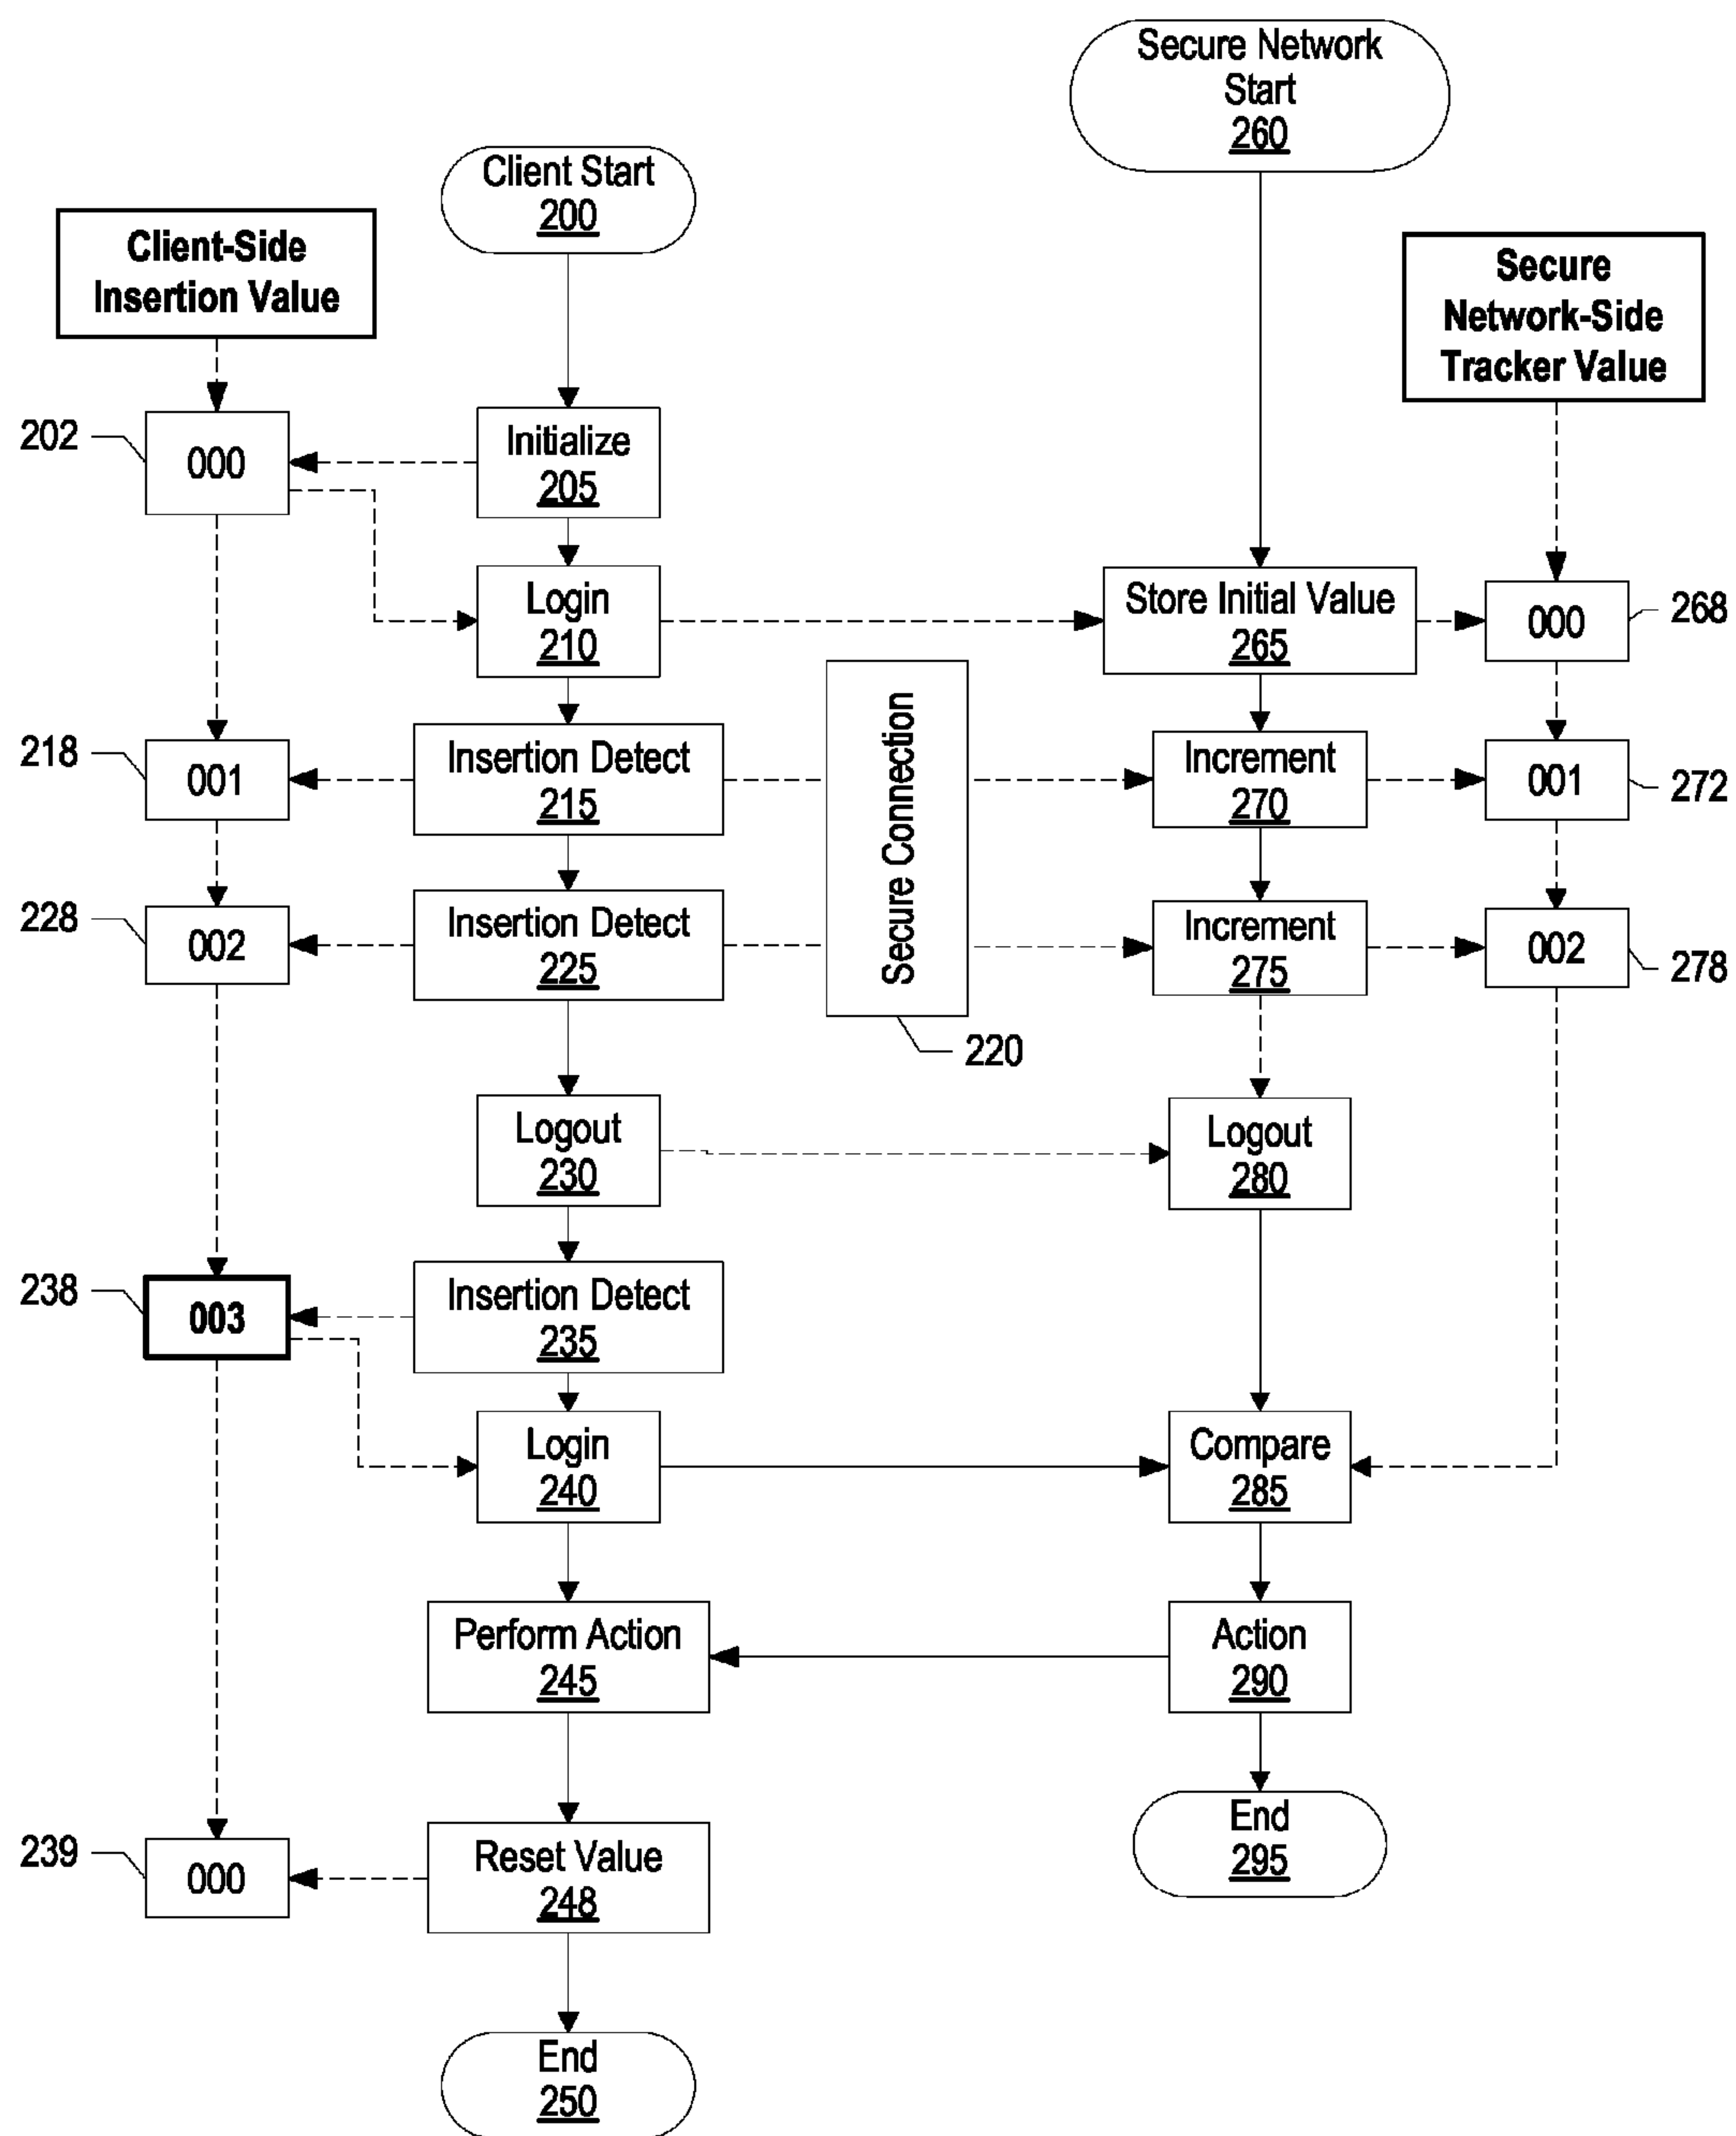 Secure Network
Start
260
Client Start
200
Client-Side
Insertion Value
Secure
Network-Side
Tracker Value
202
000
Initialize
205
Login
210
Store Initial Value
265
000
268
218
001
Insertion Detect
215
Secure Connection
220
Increment
270
001
272
228
002
Insertion Detect
225
Increment
275
002
278
Logout
230
Logout
280
238
003
Insertion Detect
235
Login
240
Compare
285
Perform Action
245
Action
290
239
000
Reset Value
248
End
295
End
250